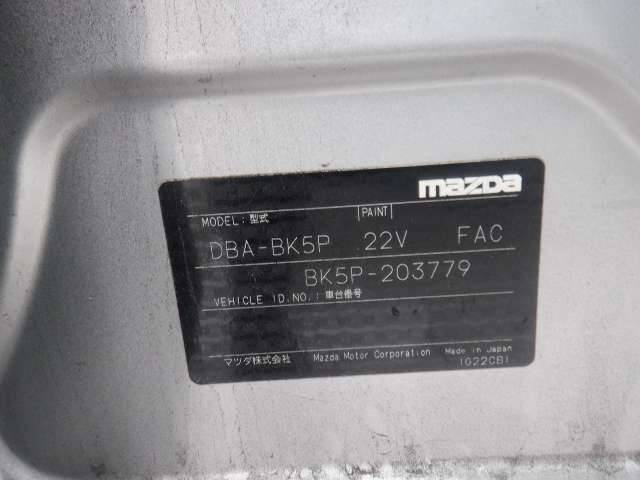 mazda
MODEL:型式 PAINT
DBA-BK5P 22V FAC
BK5P-203779
VEHICLE ID.NO.:車台番号
マツダ株式会社 Mazda Motor Corporation Made in Japan
(022CB)